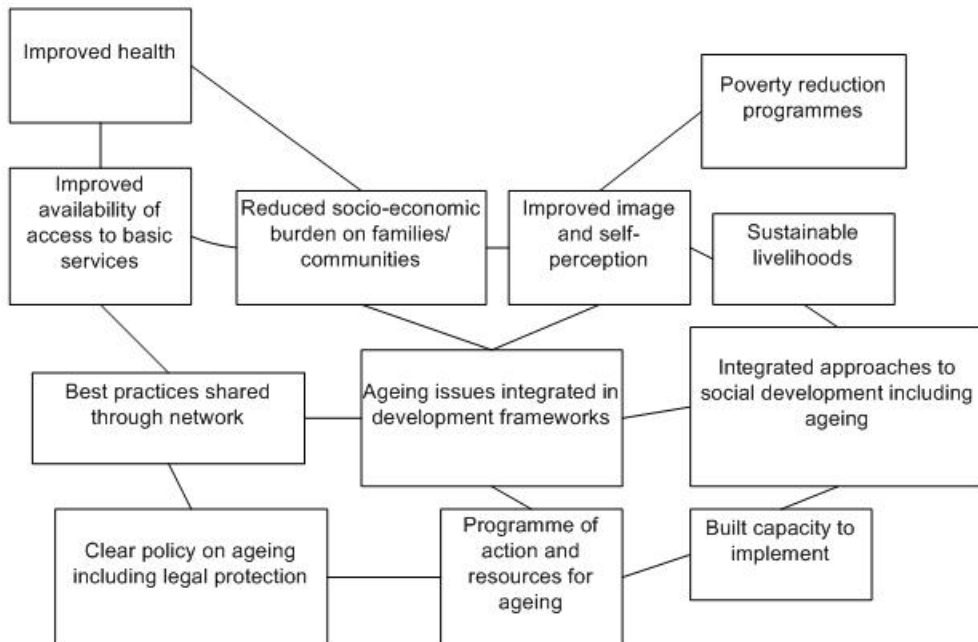 Improved health
Poverty reduction
programmes
Improved
availability of
access to basic
services
Reduced socio-economic
burden on families/
communities
Improved image
and self-
perception
Sustainable
livelihoods
Best practices shared
through network
Ageing issues integrated in
development frameworks
Integrated approaches to
social development including
ageing
Clear policy on ageing
including legal protection
Programme of
action and
resources for
ageing
Built capacity to
implement